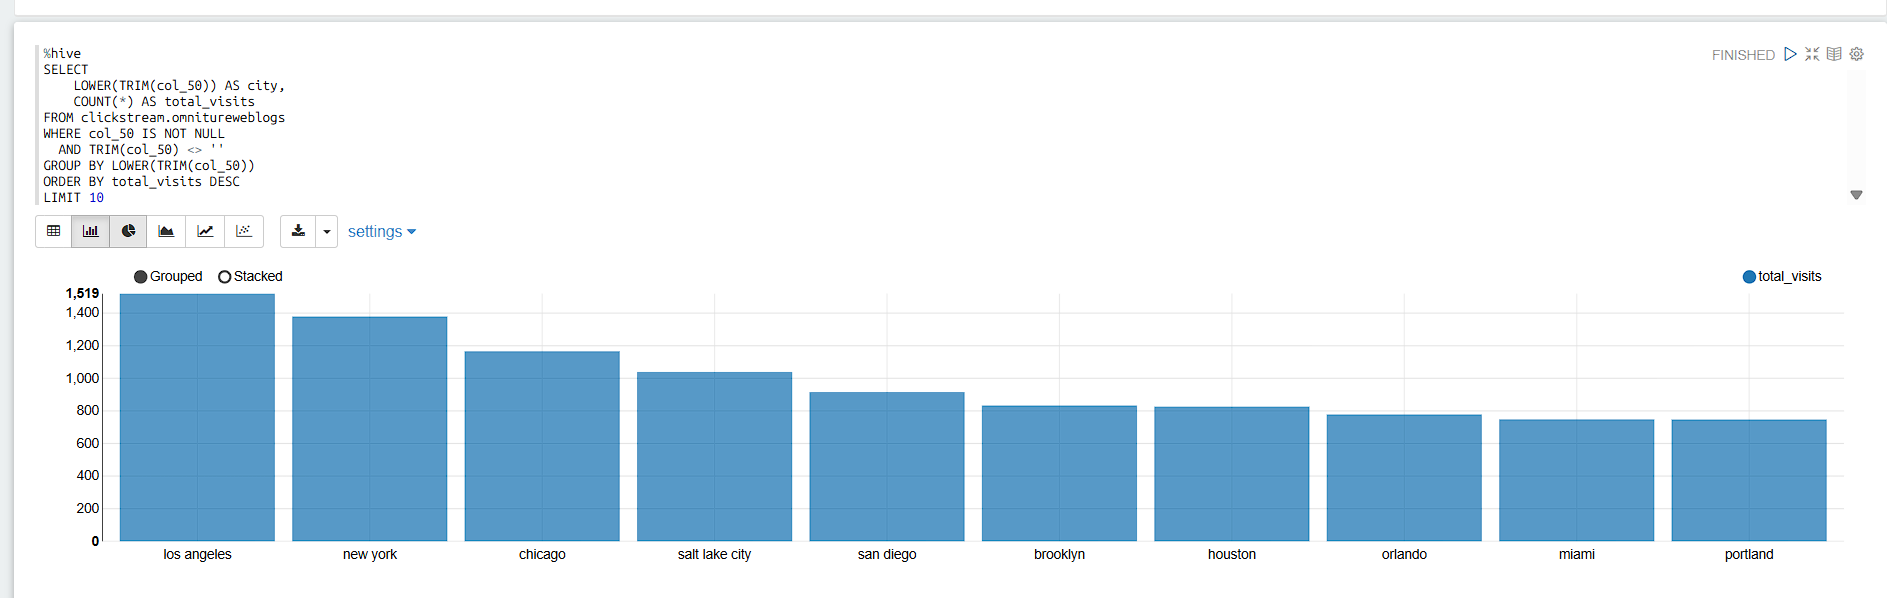 %hive
SELECT
    LOWER(TRIM(col_50)) AS city,
    COUNT(*) AS total_visits
FROM clickstream.omnitureweblogs
WHERE col_50 IS NOT NULL
  AND TRIM(col_50) <> ''
GROUP BY LOWER(TRIM(col_50))
ORDER BY total_visits DESC
LIMIT 10
FINISHED
settings
Grouped Stacked
total_visits
1,519
1,400
1,200
1,000
800
600
400
200
0
los angeles new york chicago salt lake city san diego brooklyn houston orlando miami portland